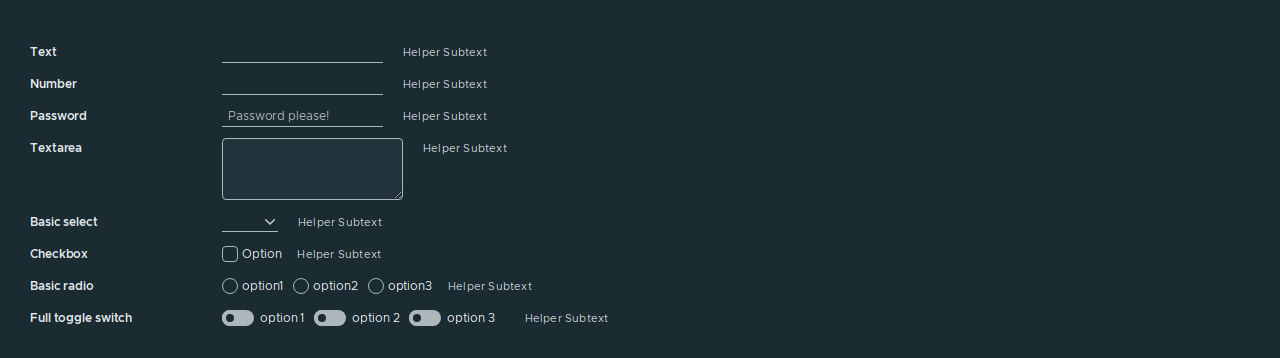 Text Helper Subtext
Number Helper Subtext
Password Password please! Helper Subtext
Textarea Helper Subtext
Basic select Helper Subtext
Checkbox Option Helper Subtext
Basic radio option1 option2 option3 Helper Subtext
Full toggle switch option 1 option 2 option 3 Helper Subtext